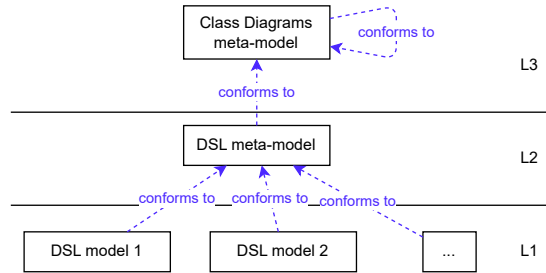 Class Diagrams
meta-model
conforms to
L3
conforms to
DSL meta-model
L2
conforms to
conforms to
conforms to
DSL model 1
DSL model 2
...
L1